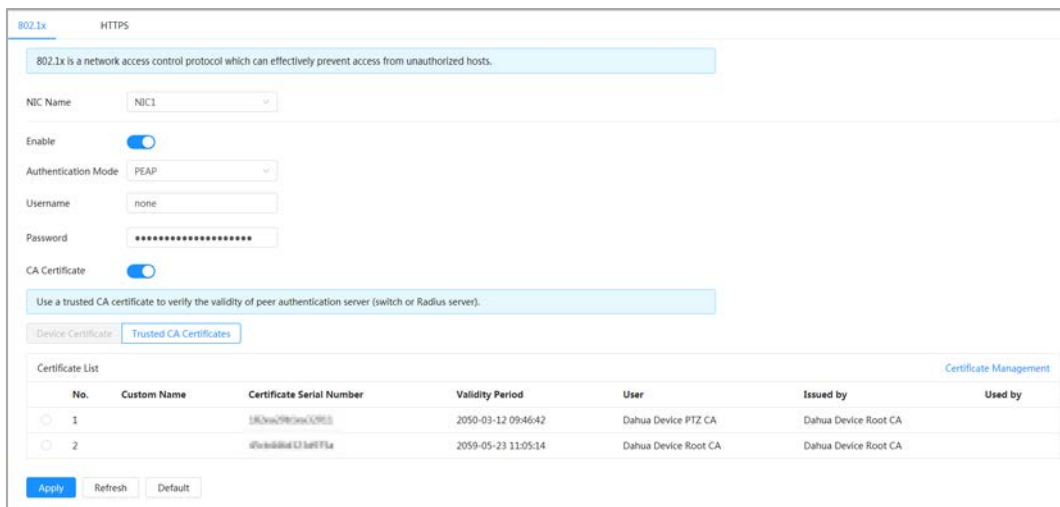 802.1x HTTPS
802.1x is a network access control protocol which can effectively prevent access from unauthorized hosts.
NIC Name NIC1
Enable
Authentication Mode PEAP
Username none
Password ••••••••••••••••••••
CA Certificate
Use a trusted CA certificate to verify the validity of peer authentication server (switch or Radius server).
Device Certificate Trusted CA Certificates
Certificate List Certificate Management
No. Custom Name Certificate Serial Number Validity Period User Issued by Used by
1 2050-03-12 09:46:42 Dahua Device PTZ CA Dahua Device Root CA
2 2059-05-23 11:05:14 Dahua Device Root CA Dahua Device Root CA
Apply Refresh Default